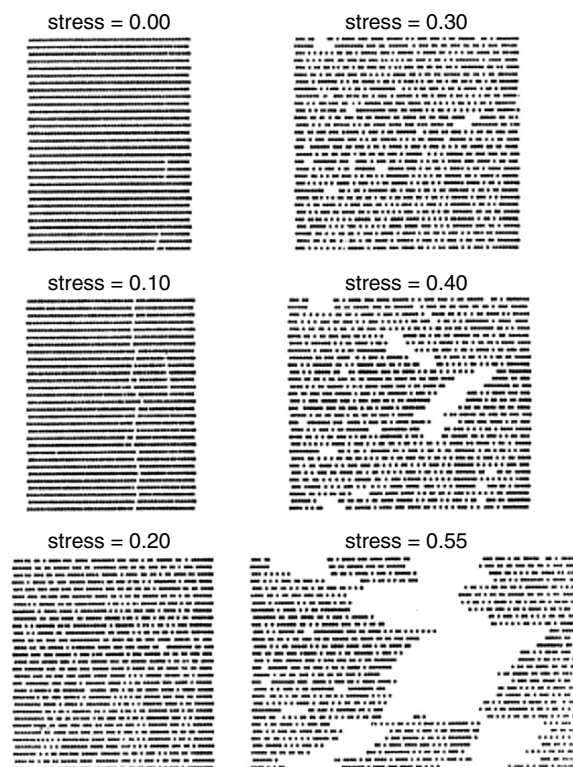 stress = 0.00
stress = 0.30
stress = 0.10
stress = 0.40
stress = 0.20
stress = 0.55